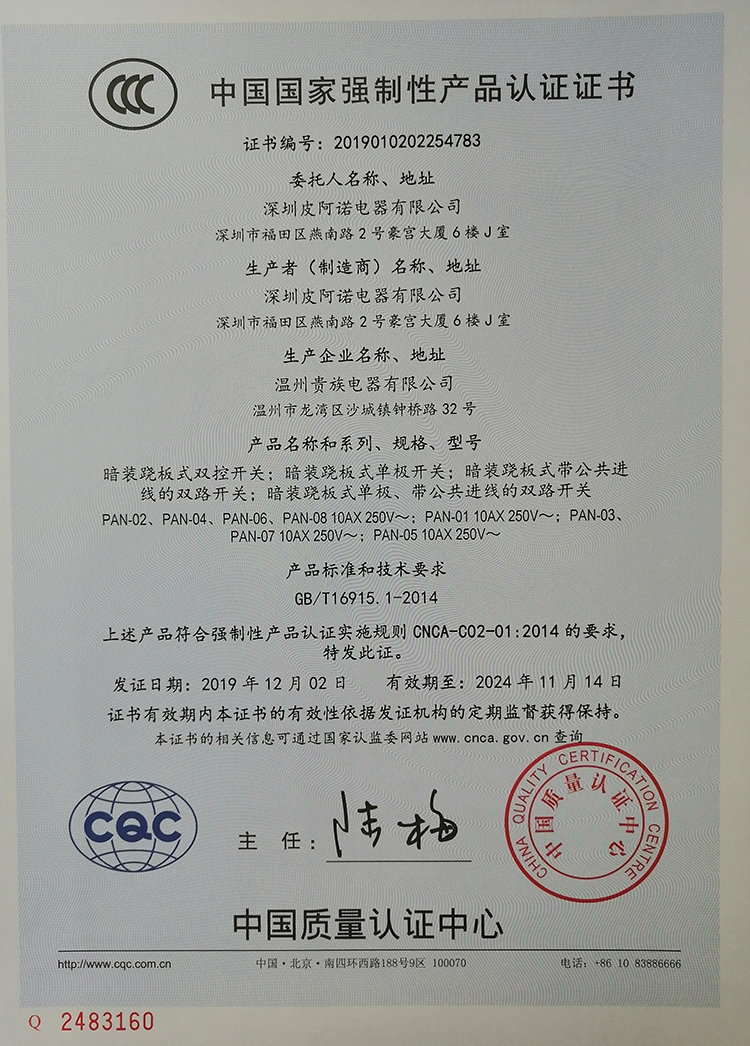 中国国家强制性产品认证证书
证书编号：2019010202254783
委托人名称、地址
深圳皮阿诺电器有限公司
深圳市福田区燕南路2号豪宫大厦6楼J室
生产者（制造商）名称、地址
深圳皮阿诺电器有限公司
深圳市福田区燕南路2号豪宫大厦6楼J室
生产企业名称、地址
温州贵族电器有限公司
温州市龙湾区沙城镇钟桥路32号
产品名称和系列、规格、型号
暗装跷板式双控开关；暗装跷板式单极开关；暗装跷板式带公共进
线的双路开关；暗装跷板式单极、带公共进线的双路开关
PAN-02、PAN-04、PAN-06、PAN-08 10AX 250V～；PAN-01 10AX 250V～；PAN-03、
PAN-07 10AX 250V～；PAN-05 10AX 250V～
产品标准和技术要求
GB/T16915.1-2014
上述产品符合强制性产品认证实施规则 CNCA-C02-01:2014 的要求，
特发此证。
发证日期：2019 年 12 月 02 日 有效期至：2024 年 11 月 14 日
证书有效期内本证书的有效性依据发证机构的定期监督获得保持。
本证书的相关信息可通过国家认监委网站 www.cnca.gov.cn 查询
CQC
主 任：陆梅
CHINA QUALITY CERTIFICATION CENTRE
中国质量认证中心
中国质量认证中心
http://www.cqc.com.cn 中国·北京·南四环西路188号9区 100070 电话：+86 10 83886666
Q 2483160